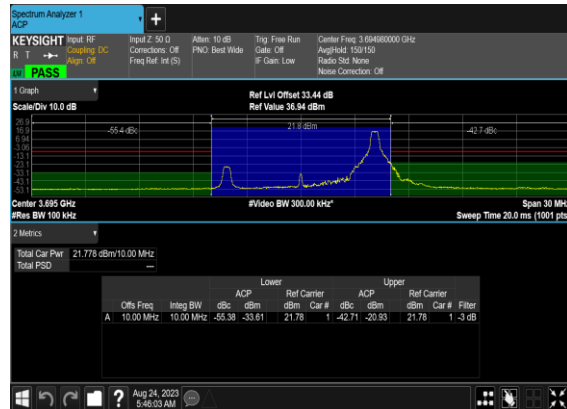 Spectrum Analyzer 1
ACP
+
KEYSIGHT Input: RF Input Z: 50 Ω Atten: 10 dB Trig: Free Run Center Freq: 3.694980000 GHz
R T Coupling: DC Corrections: Off PNO: Best Wide Gate: Off Avg|Hold: 150/150
Align: Off Freq Ref: Int (S) IF Gain: Low Radio Std: None
LXI PASS Noise Correction: Off
1 Graph Ref Lvl Offset 33.44 dB
Scale/Div 10.0 dB Ref Value 36.94 dBm
26.9
16.9 -55.4 dBc 21.8 dBm -42.7 dBc
6.94
-3.06
-13.1
-23.1
-33.1
-43.1
-53.1
Center 3.695 GHz #Video BW 300.00 kHz* Span 30 MHz
#Res BW 100 kHz Sweep Time 20.0 ms (1001 pts
2 Metrics
Total Car Pwr 21.778 dBm/10.00 MHz
Total PSD ---
Lower Upper
ACP Ref Carrier ACP Ref Carrier
Offs Freq Integ BW dBc dBm dBm Car # dBc dBm dBm Car # Filter
A 10.00 MHz 10.00 MHz -55.38 -33.61 21.78 1 -42.71 -20.93 21.78 1 -3 dB
? Aug 24, 2023
5:46:03 AM